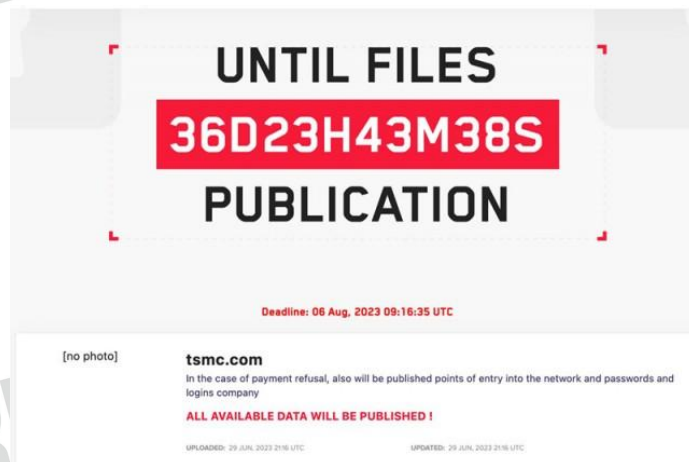 UNTIL FILES
36D23H43M38S
PUBLICATION
Deadline: 06 Aug, 2023 09:16:35 UTC
[no photo]
tsmc.com
In the case of payment refusal, also will be published points of entry into the network and passwords and
logins company
ALL AVAILABLE DATA WILL BE PUBLISHED !
UPLOADED: 29 JUN, 2023 21:16 UTC UPDATED: 29 JUN, 2023 21:16 UTC